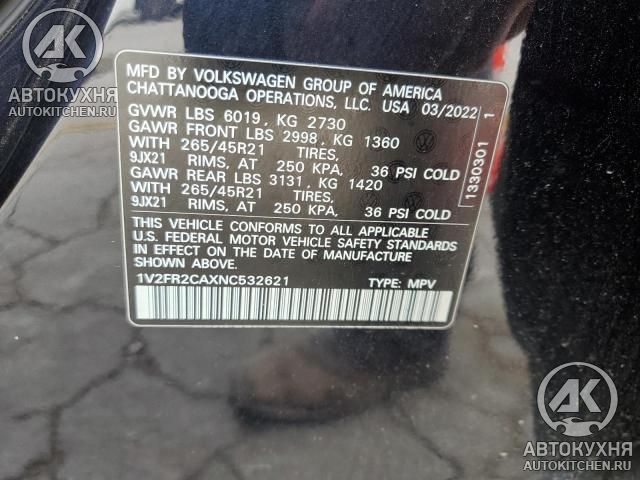 AK
АВТОКУХНЯ
AUTOKITCHEN.RU
MFD BY VOLKSWAGEN GROUP OF AMERICA
CHATTANOOGA OPERATIONS, LLC. USA 03/2022
GVWR LBS 6019, KG 2730
GAWR FRONT LBS 2998, KG 1360
WITH 265/45R21 TIRES,
9JX21 RIMS, AT 250 KPA, 36 PSI COLD
GAWR REAR LBS 3131, KG 1420
WITH 265/45R21 TIRES,
9JX21 RIMS, AT 250 KPA, 36 PSI COLD
THIS VEHICLE CONFORMS TO ALL APPLICABLE
U.S. FEDERAL MOTOR VEHICLE SAFETY STANDARDS
IN EFFECT ON THE DATE OF MANUFACTURE
SHOWN ABOVE.
1V2FR2CAXNC532621 TYPE: MPV
1330301 1
AK
АВТОКУХНЯ
AUTOKITCHEN.RU